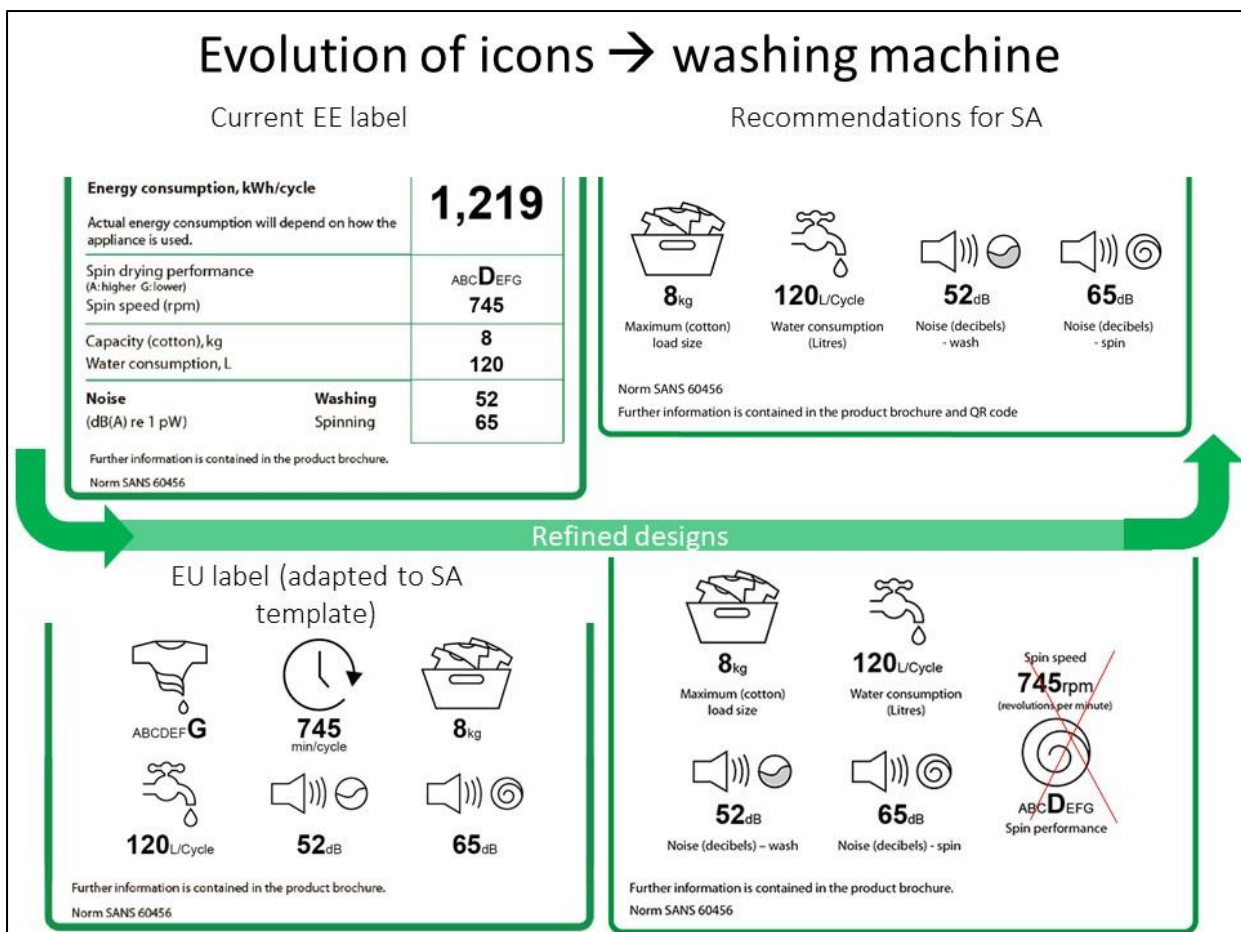 Evolution of icons → washing machine
Current EE label
Recommendations for SA
Energy consumption, kWh/cycle
Actual energy consumption will depend on how the
appliance is used.
1,219
Spin drying performance
(A:higher G:lower)
ABCDEFG
Spin speed (rpm)
745
Capacity (cotton), kg
8
Water consumption, L
120
Noise Washing
52
(dB(A) re 1 pW) Spinning
65
Further information is contained in the product brochure.
Norm SANS 60456
8kg
Maximum (cotton)
load size
120L/Cycle
Water consumption
(Litres)
52dB
Noise (decibels)
- wash
65dB
Noise (decibels)
- spin
Norm SANS 60456
Further information is contained in the product brochure and QR code
Refined designs
EU label (adapted to SA
template)
ABCDEFG
745
min/cycle
8kg
120L/Cycle
52dB
65dB
Further information is contained in the product brochure.
Norm SANS 60456
8kg
Maximum (cotton)
load size
120L/Cycle
Water consumption
(Litres)
Spin speed
745rpm
(revolutions per minute)
ABCDEFG
Spin performance
52dB
Noise (decibels) – wash
65dB
Noise (decibels) - spin
Further information is contained in the product brochure.
Norm SANS 60456